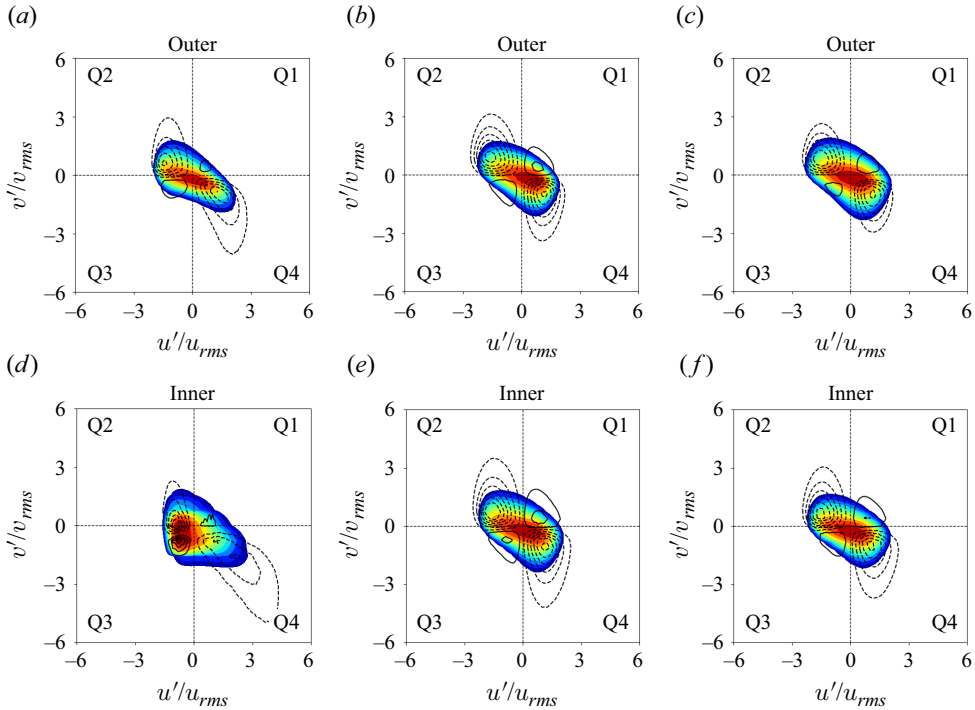 (a) (b) (c)
Outer Outer Outer
6 6 6
Q2 Q1 Q2 Q1 Q2 Q1
3 3 3
v′/v_rms 0 v′/v_rms 0 v′/v_rms 0
−3 −3 −3
Q3 Q4 Q3 Q4 Q3 Q4
−6 −6 −6
−6 −3 0 3 6 −6 −3 0 3 6 −6 −3 0 3 6
u′/u_rms u′/u_rms u′/u_rms
(d) (e) (f)
Inner Inner Inner
6 6 6
Q2 Q1 Q2 Q1 Q2 Q1
3 3 3
v′/v_rms 0 v′/v_rms 0 v′/v_rms 0
−3 −3 −3
Q3 Q4 Q3 Q4 Q3 Q4
−6 −6 −6
−6 −3 0 3 6 −6 −3 0 3 6 −6 −3 0 3 6
u′/u_rms u′/u_rms u′/u_rms